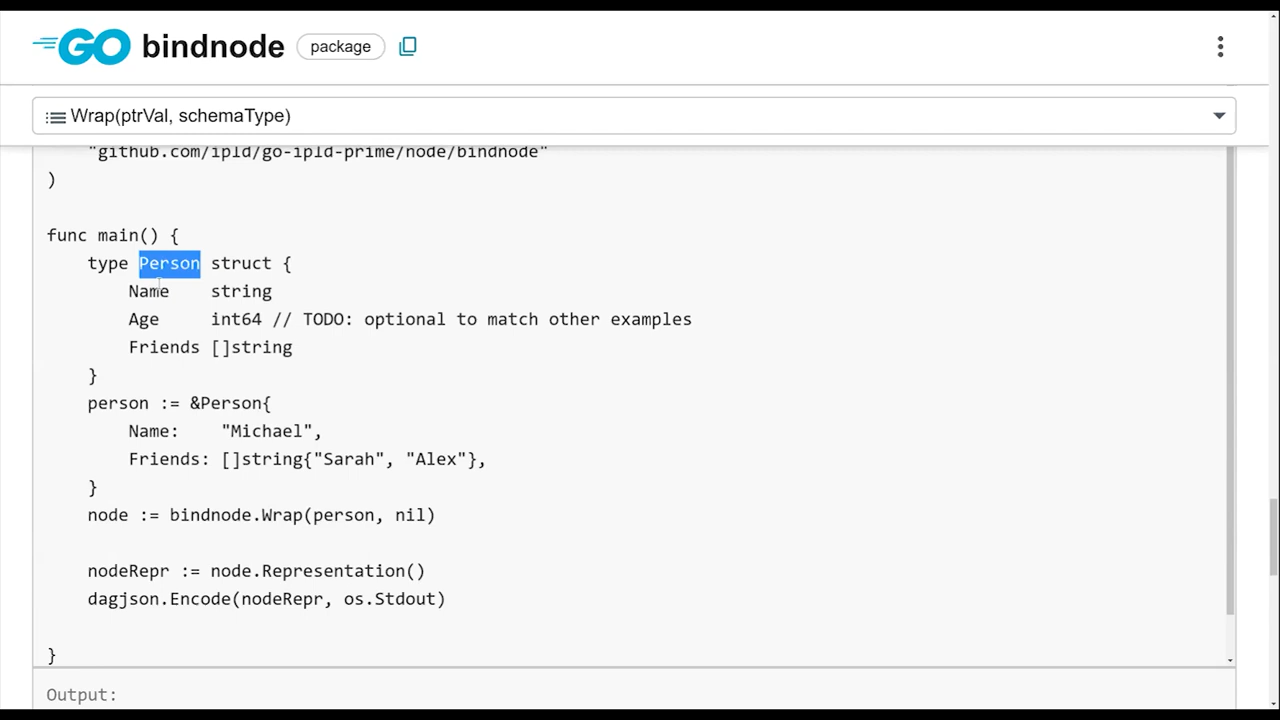 GO bindnode package
Wrap(ptrVal, schemaType)
"github.com/ipld/go-ipld-prime/node/bindnode"
)
func main() {
    type Person struct {
        Name    string
        Age     int64 // TODO: optional to match other examples
        Friends []string
    }
    person := &Person{
        Name:    "Michael",
        Friends: []string{"Sarah", "Alex"},
    }
    node := bindnode.Wrap(person, nil)
    nodeRepr := node.Representation()
    dagjson.Encode(nodeRepr, os.Stdout)
}
Output: